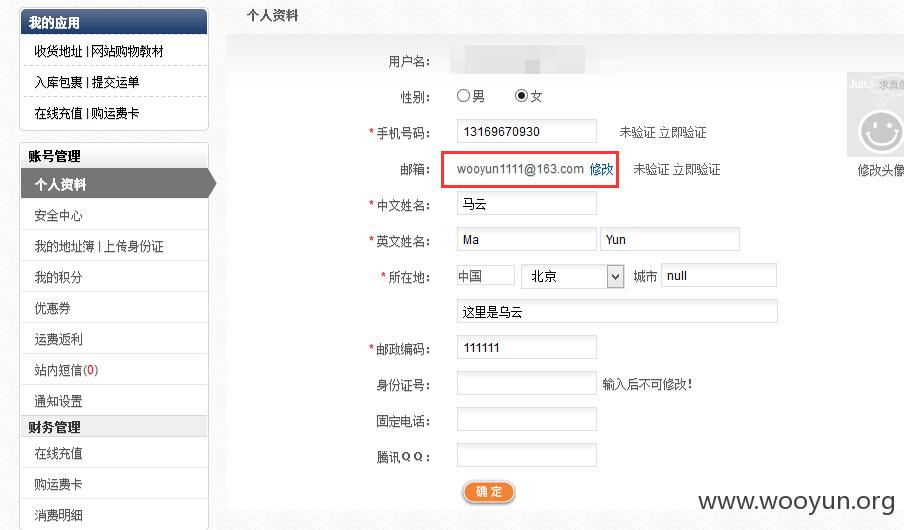 我的应用
收货地址 | 网站购物教材
入库包裹 | 提交运单
在线充值 | 购运费卡
账号管理
个人资料
安全中心
我的地址簿 | 上传身份证
我的积分
优惠券
运费返利
站内短信(0)
通知设置
财务管理
在线充值
购运费卡
消费明细
个人资料
用户名：
性别： 男 女
*手机号码： 13169670930 未验证 立即验证
邮箱： wooyun1111@163.com 修改 未验证 立即验证
*中文姓名： 马云
*英文姓名： Ma Yun
*所在地： 中国 北京 城市 null
这里是乌云
*邮政编码： 111111
身份证号： 输入后不可修改！
固定电话：
腾讯ＱＱ：
确 定
Jun.
修改头像
www.wooyun.org